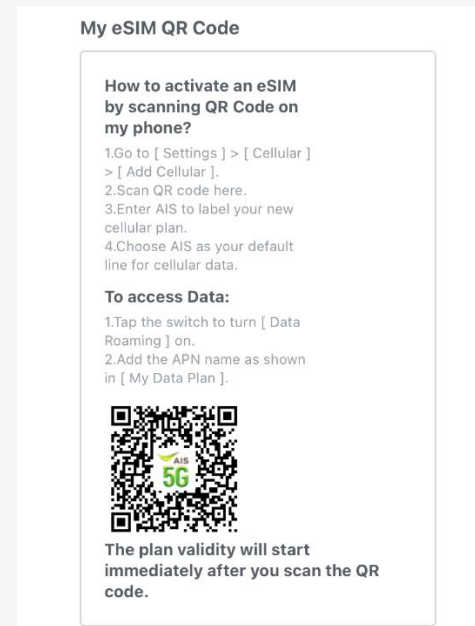 My eSIM QR Code
How to activate an eSIM
by scanning QR Code on
my phone?
1.Go to [ Settings ] > [ Cellular ]
> [ Add Cellular ].
2.Scan QR code here.
3.Enter AIS to label your new
cellular plan.
4.Choose AIS as your default
line for cellular data.
To access Data:
1.Tap the switch to turn [ Data
Roaming ] on.
2.Add the APN name as shown
in [ My Data Plan ].
AIS
5G
The plan validity will start
immediately after you scan the QR
code.